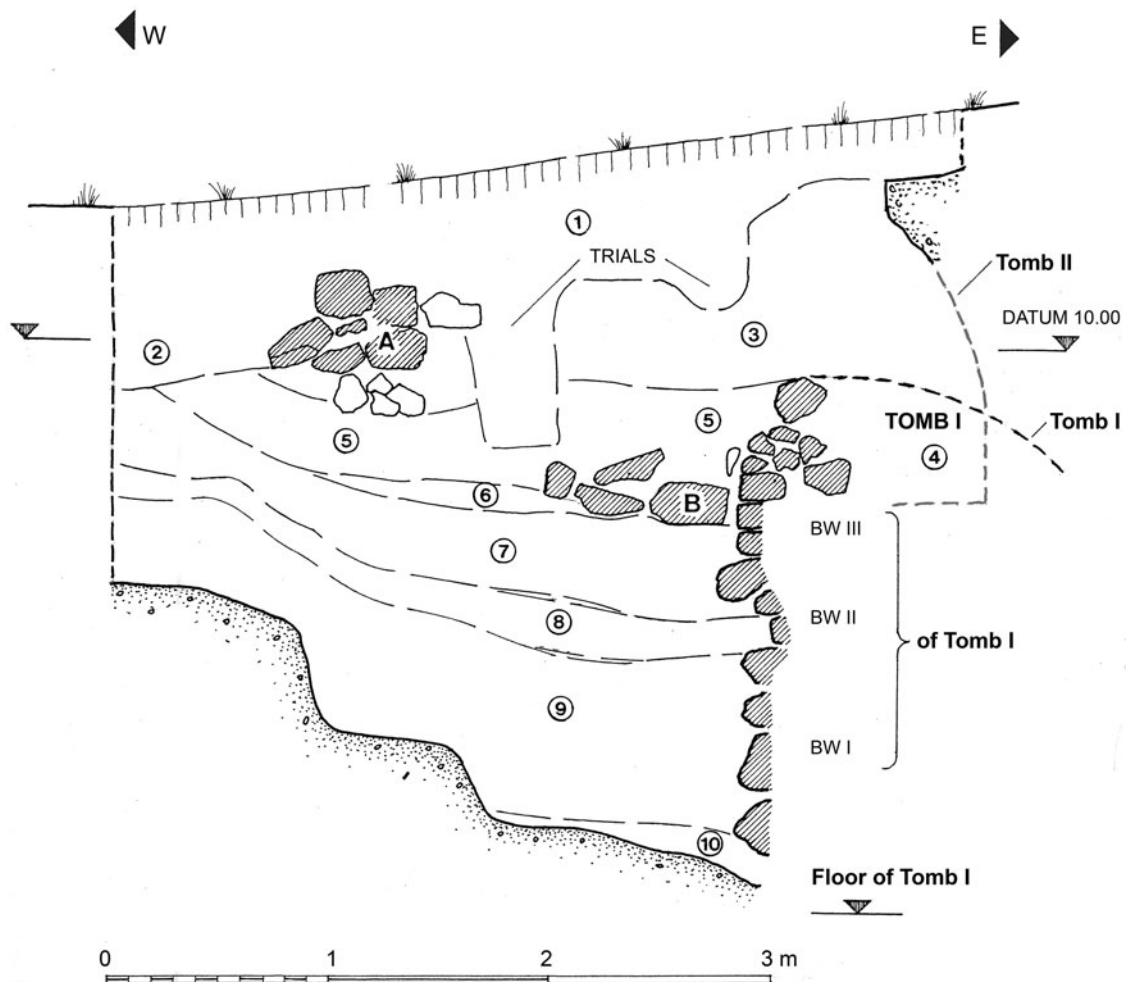 W E
①
TRIALS
Tomb II
DATUM 10.00
A
②
③
TOMB I
Tomb I
⑤
⑤
④
⑥
B
BW III
⑦
⑧
BW II
of Tomb I
⑨
BW I
⑩
Floor of Tomb I
0 1 2 3 m